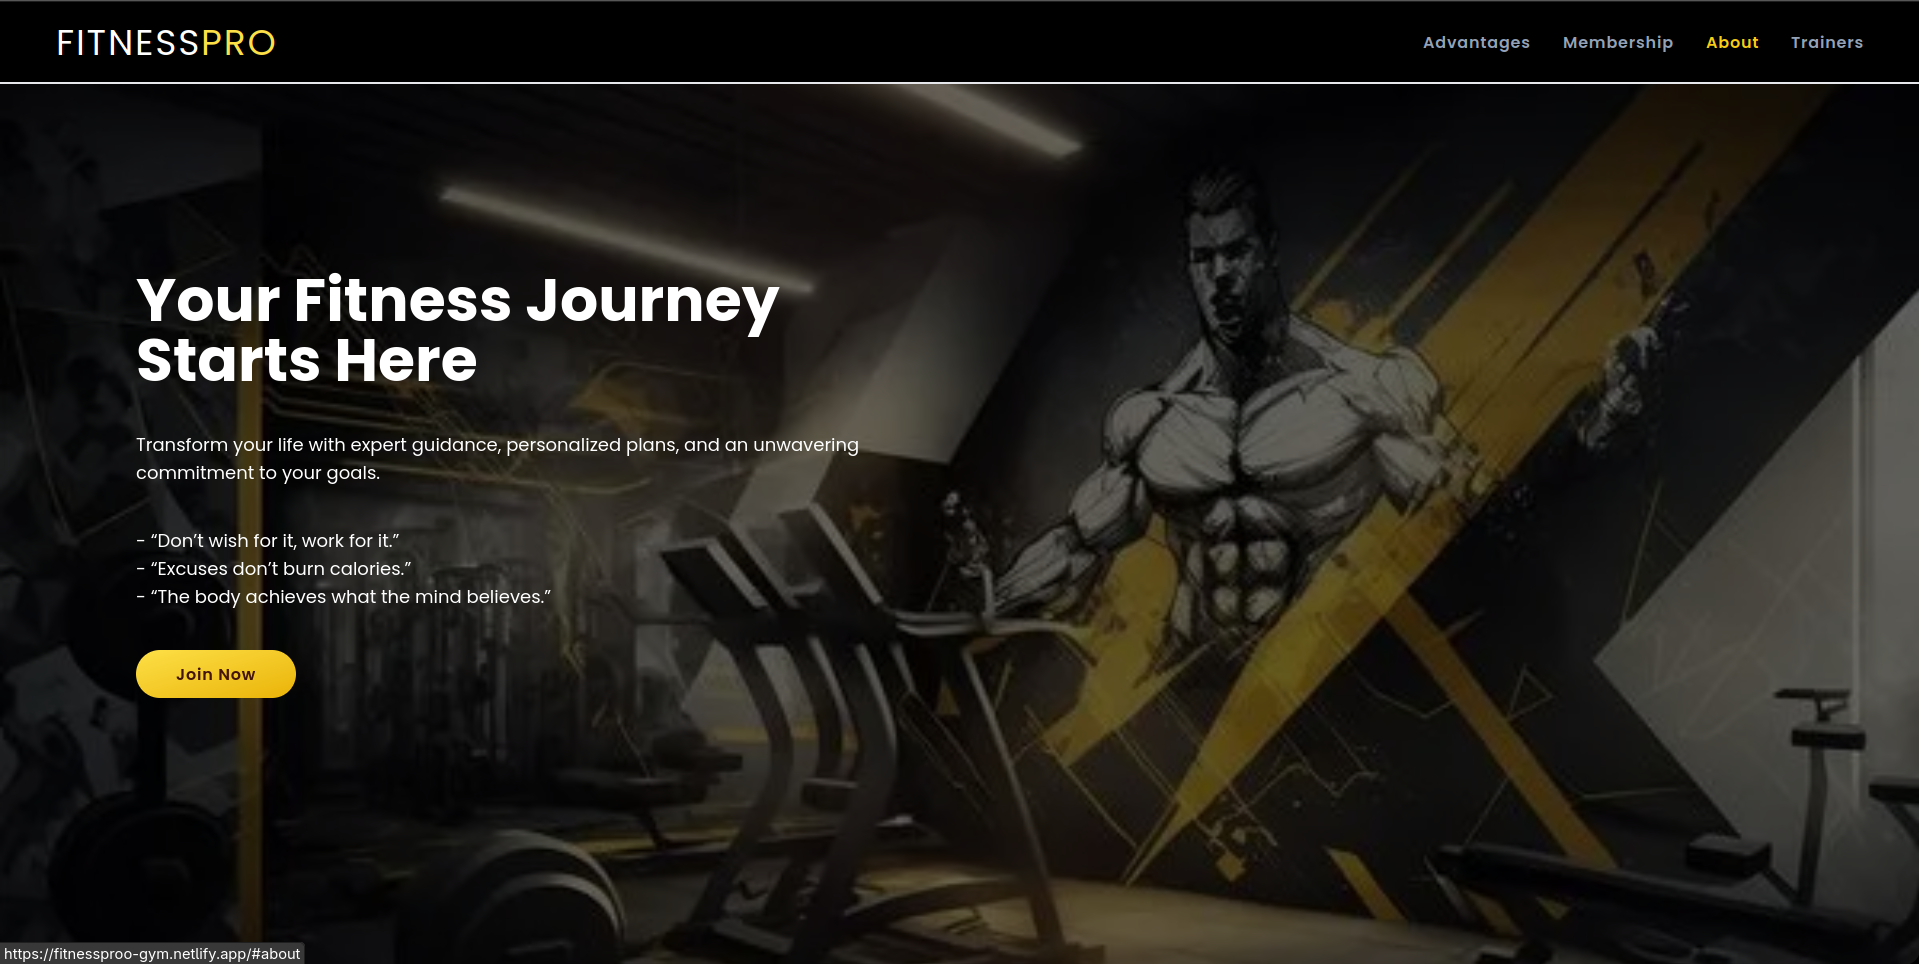 FITNESSPRO
Advantages Membership About Trainers
Your Fitness Journey
Starts Here
Transform your life with expert guidance, personalized plans, and an unwavering
commitment to your goals.
- “Don’t wish for it, work for it.”
- “Excuses don’t burn calories.”
- “The body achieves what the mind believes.”
Join Now
https://fitnessproo-gym.netlify.app/#about